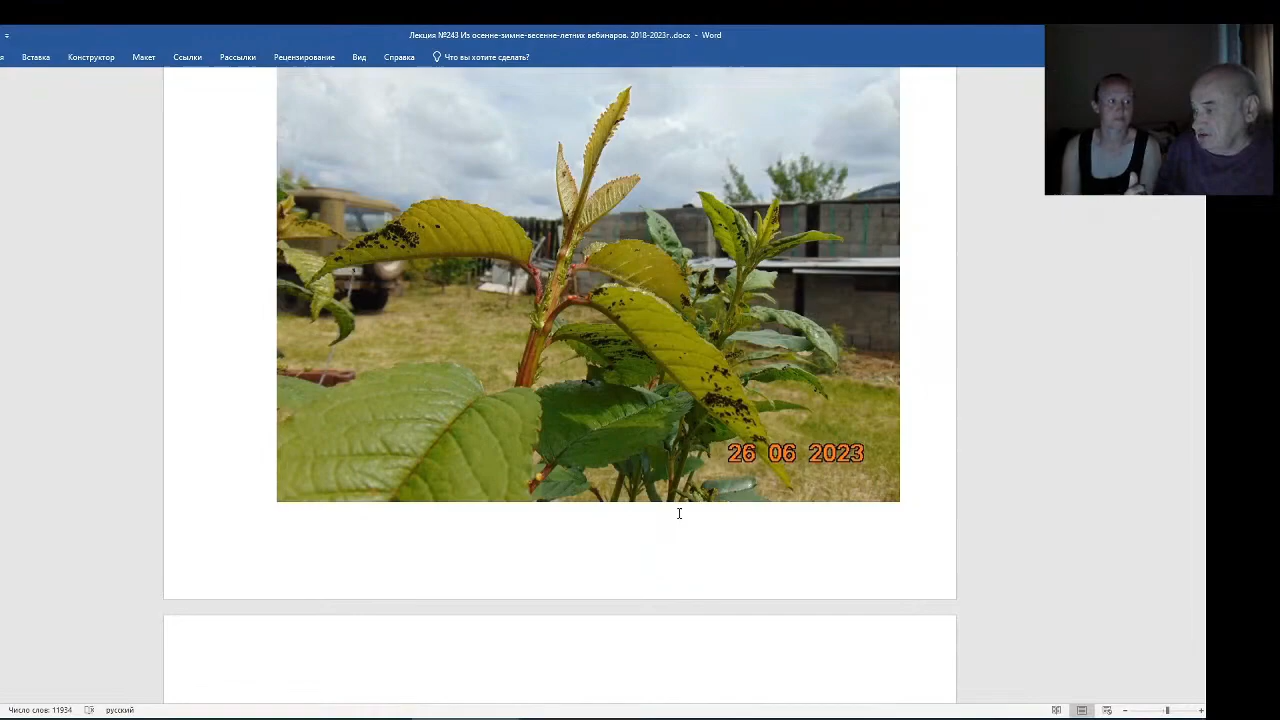 Лекция №243 Из осенне-зимне-весенне-летних вебинаров. 2018-2023г..docx - Word
Вставка Конструктор Макет Ссылки Рассылки Рецензирование Вид Справка Что вы хотите сделать?
26 06 2023
Число слов: 11934 русский